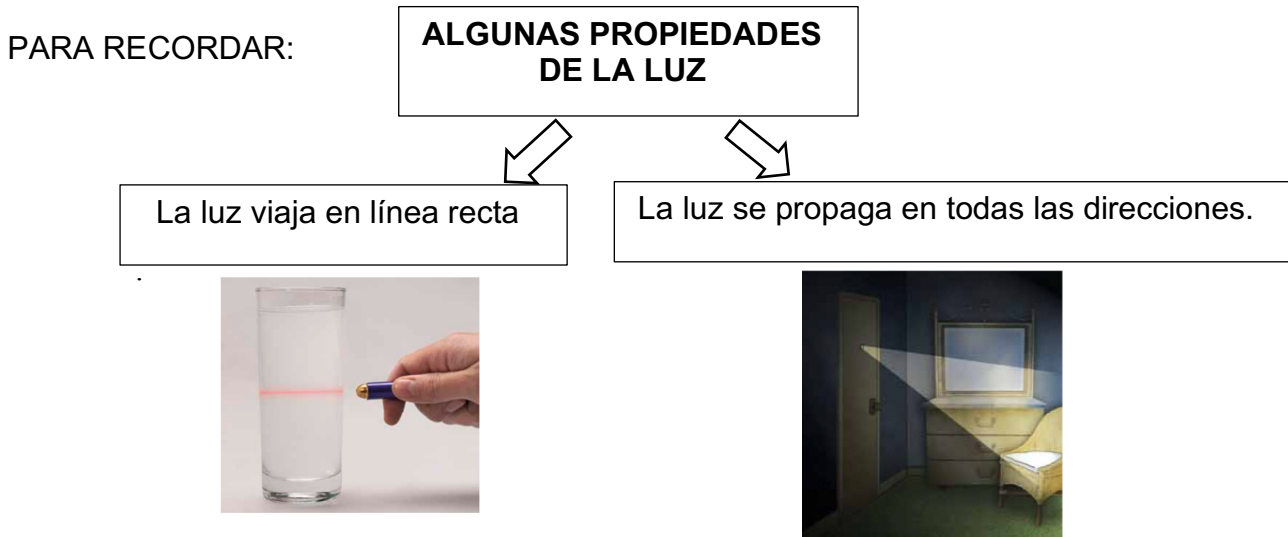 PARA RECORDAR:
ALGUNAS PROPIEDADES
DE LA LUZ
La luz viaja en línea recta
La luz se propaga en todas las direcciones.
.